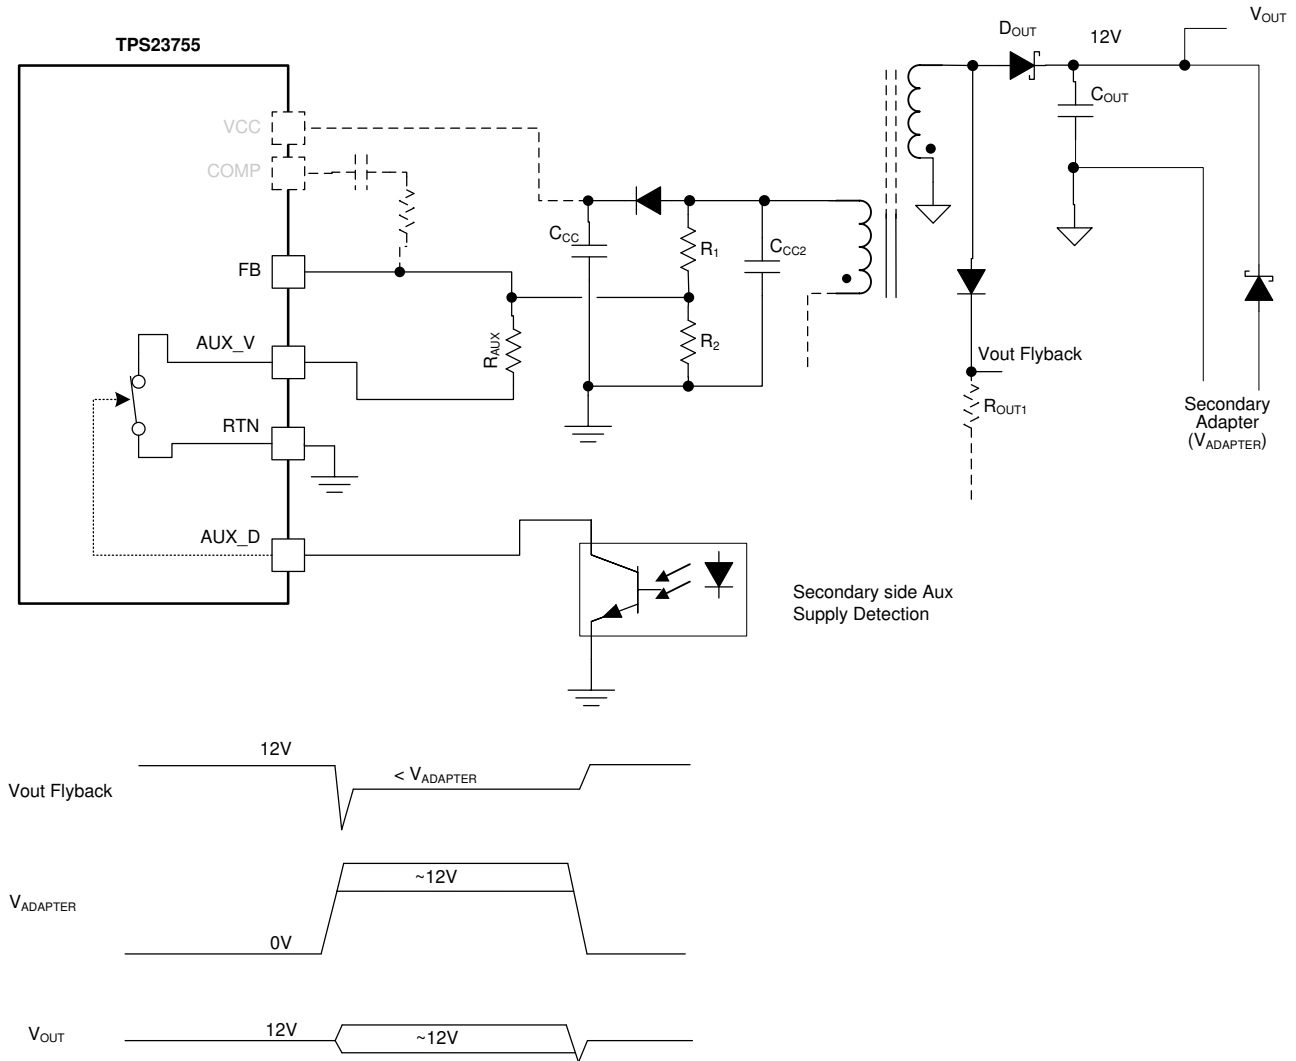 TPS23755
VCC
COMP
FB
AUX_V
RTN
AUX_D
RAUX
CCC
R1
R2
CCC2
DOUT
12V
VOUT
COUT
Vout Flyback
ROUT1
Secondary
Adapter
(VADAPTER)
Secondary side Aux
Supply Detection
Vout Flyback
12V
< VADAPTER
VADAPTER
~12V
0V
VOUT
12V
~12V